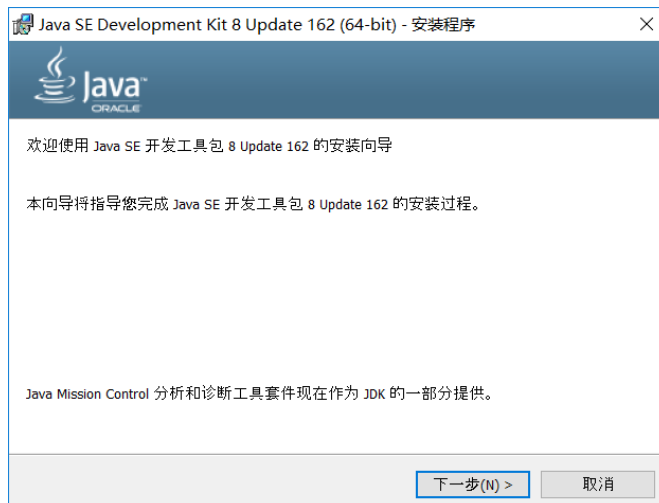 Java SE Development Kit 8 Update 162 (64-bit) - 安装程序
Java™
ORACLE
欢迎使用 Java SE 开发工具包 8 Update 162 的安装向导
本向导将指导您完成 Java SE 开发工具包 8 Update 162 的安装过程。
Java Mission Control 分析和诊断工具套件现在作为 JDK 的一部分提供。
下一步(N) >
取消